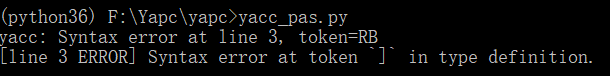 (python36) F:\Yapc\yapc>yacc_pas.py
yacc: Syntax error at line 3, token=RB
[line 3 ERROR] Syntax error at token `]` in type definition.